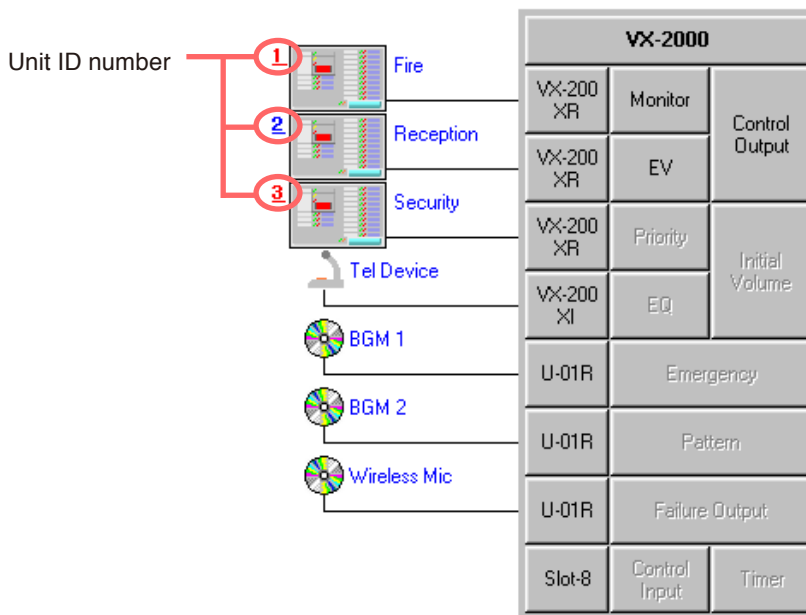 Unit ID number
1
Fire
2
Reception
3
Security
Tel Device
BGM 1
BGM 2
Wireless Mic
VX-2000
VX-200
XR
Monitor
Control
Output
VX-200
XR
EV
VX-200
XR
Priority
Initial
Volume
VX-200
XI
EQ
U-01R
Emergency
U-01R
Pattern
U-01R
Failure Output
Slot-8
Control
Input
Timer